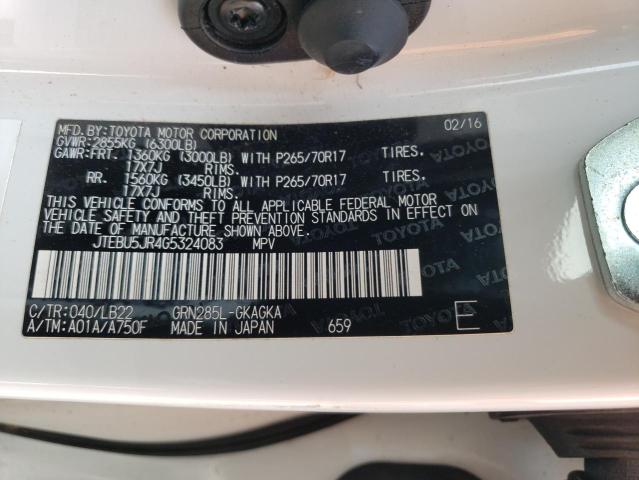 MFD. BY: TOYOTA MOTOR CORPORATION 02/16
GVWR: 2855KG (6300LB)
GAWR: FRT. 1360KG (3000LB) WITH P265/70R17 TIRES.
17X7J RIMS.
RR. 1560KG (3450LB) WITH P265/70R17 TIRES.
17X7J RIMS.
THIS VEHICLE CONFORMS TO ALL APPLICABLE FEDERAL MOTOR
VEHICLE SAFETY AND THEFT PREVENTION STANDARDS IN EFFECT ON
THE DATE OF MANUFACTURE SHOWN ABOVE.
JTEBU5JR4G5324083 MPV
C/TR: 040/LB22 GRN285L-GKAGKA
A/TM: A01A/A750F MADE IN JAPAN 659 E